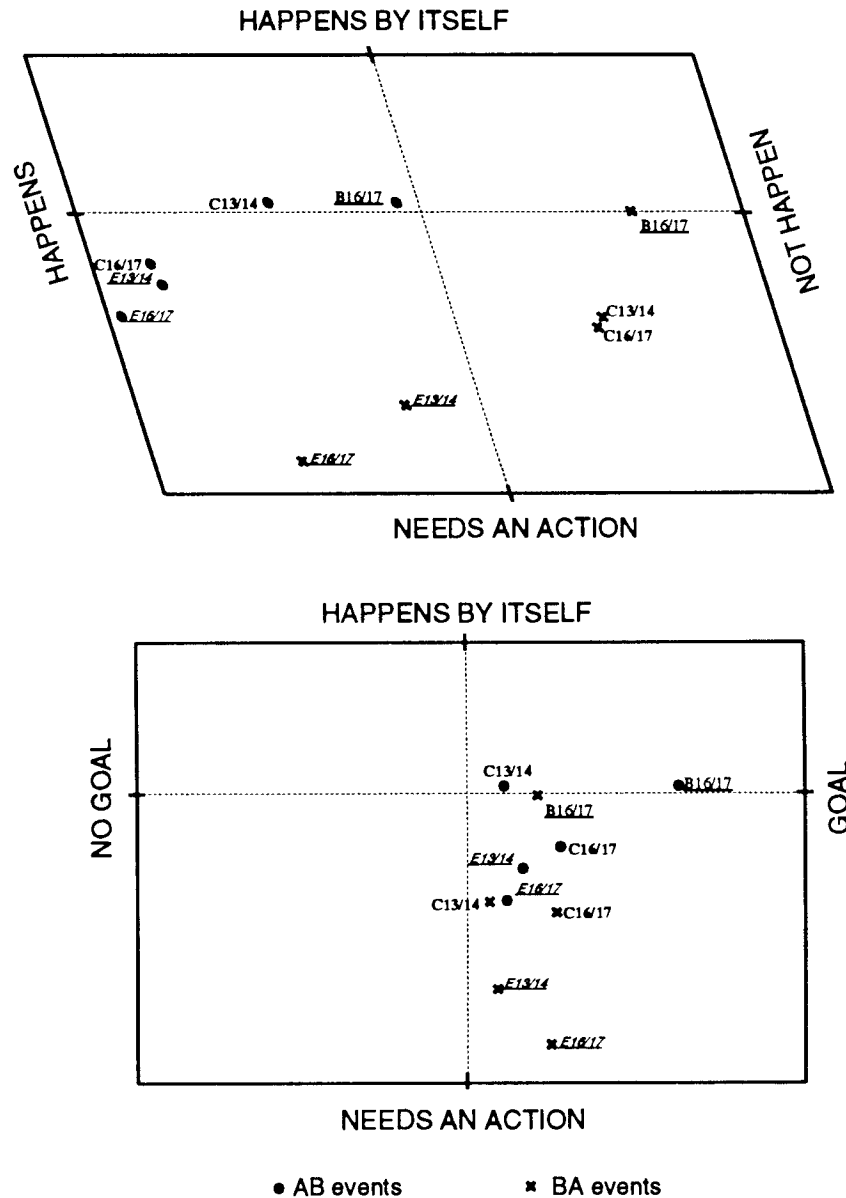 HAPPENS BY ITSELF
HAPPENS
NOT HAPPEN
C13/14
B16/17
B16/17
C16/17
E13/14
E16/17
C13/14
C16/17
E13/14
E16/17
NEEDS AN ACTION
HAPPENS BY ITSELF
NO GOAL
GOAL
C13/14
B16/17
B16/17
C16/17
E13/14
E16/17
C13/14
C16/17
E13/14
E16/17
NEEDS AN ACTION
AB events
BA events